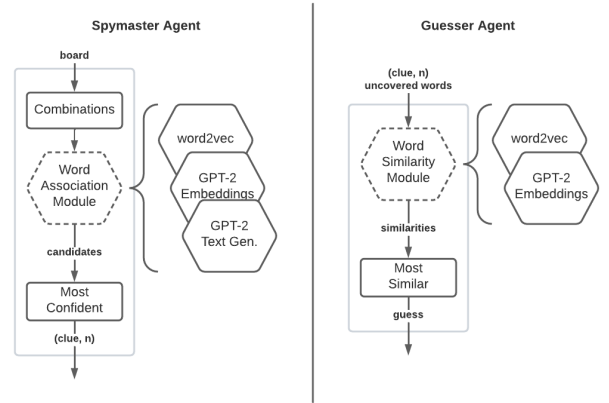 Spymaster Agent
board
Combinations
Word
Association
Module
word2vec
GPT-2
Embeddings
GPT-2
Text Gen.
candidates
Most
Confident
(clue, n)
Guesser Agent
(clue, n)
uncovered words
Word
Similarity
Module
word2vec
GPT-2
Embeddings
similarities
Most
Similar
guess